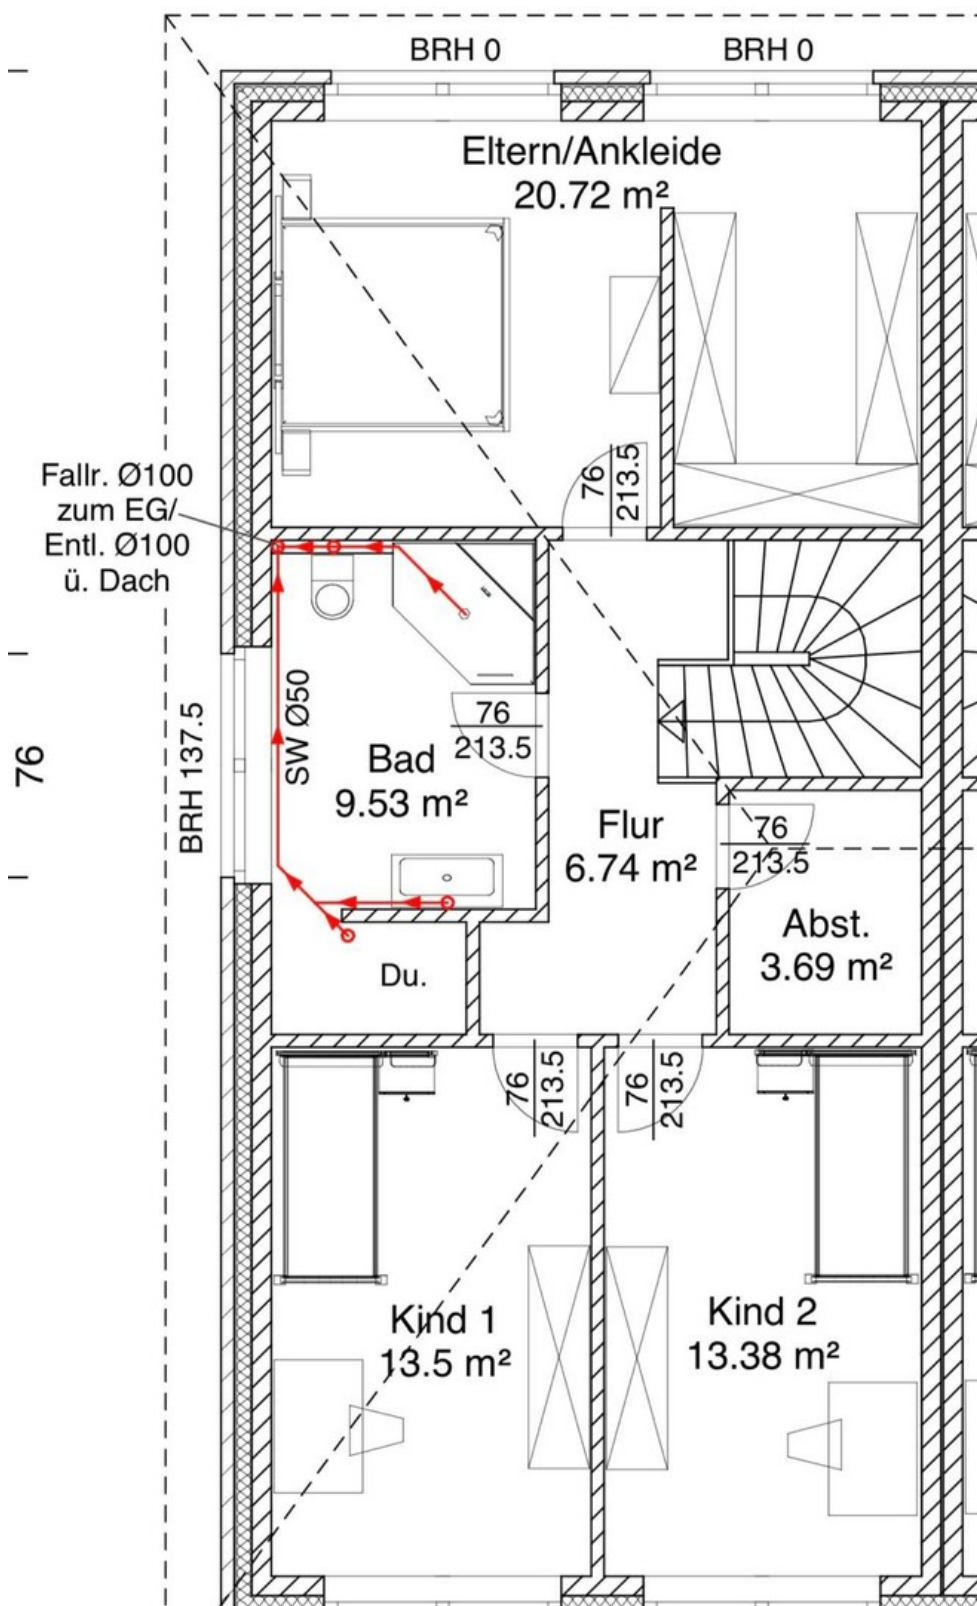 BRH 0
BRH 0
Eltern/Ankleide
20.72 m²
76
213.5
Fallr. Ø100
zum EG/
Entl. Ø100
ü. Dach
SW Ø50
BRH 137.5
76
76
213.5
Bad
9.53 m²
Flur
6.74 m²
76
213.5
Abst.
3.69 m²
Du.
76
213.5
76
213.5
Kind 1
13.5 m²
Kind 2
13.38 m²